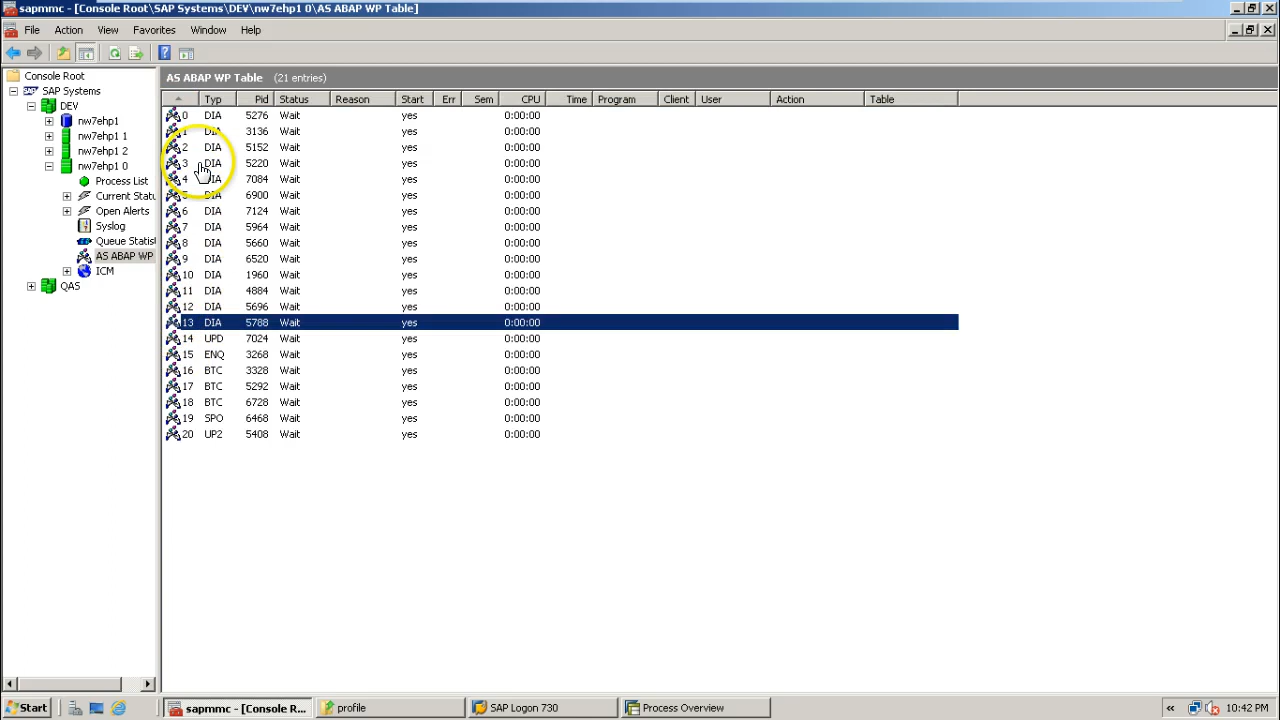 sapmmc - [Console Root\SAP Systems\DEV\nw7ehp1 0\AS ABAP WP Table]
File Action View Favorites Window Help
Console Root
SAP Systems
DEV
nw7ehp1
nw7ehp1 1
nw7ehp1 2
nw7ehp1 0
Process List
Current Statu
Open Alerts
Syslog
Queue Statist
AS ABAP WP
ICM
QAS
AS ABAP WP Table (21 entries)
Typ Pid Status Reason Start Err Sem CPU Time Program Client User Action Table
0 DIA 5276 Wait yes 0:00:00
1 DIA 3136 Wait yes 0:00:00
2 DIA 5152 Wait yes 0:00:00
3 DIA 5220 Wait yes 0:00:00
4 DIA 7084 Wait yes 0:00:00
5 DIA 6900 Wait yes 0:00:00
6 DIA 7124 Wait yes 0:00:00
7 DIA 5964 Wait yes 0:00:00
8 DIA 5660 Wait yes 0:00:00
9 DIA 6520 Wait yes 0:00:00
10 DIA 1960 Wait yes 0:00:00
11 DIA 4884 Wait yes 0:00:00
12 DIA 5696 Wait yes 0:00:00
13 DIA 5788 Wait yes 0:00:00
14 UPD 7024 Wait yes 0:00:00
15 ENQ 3268 Wait yes 0:00:00
16 BTC 3328 Wait yes 0:00:00
17 BTC 5292 Wait yes 0:00:00
18 BTC 6728 Wait yes 0:00:00
19 SPO 6468 Wait yes 0:00:00
20 UP2 5408 Wait yes 0:00:00
Start sapmmc - [Console R... profile SAP Logon 730 Process Overview « 10:42 PM